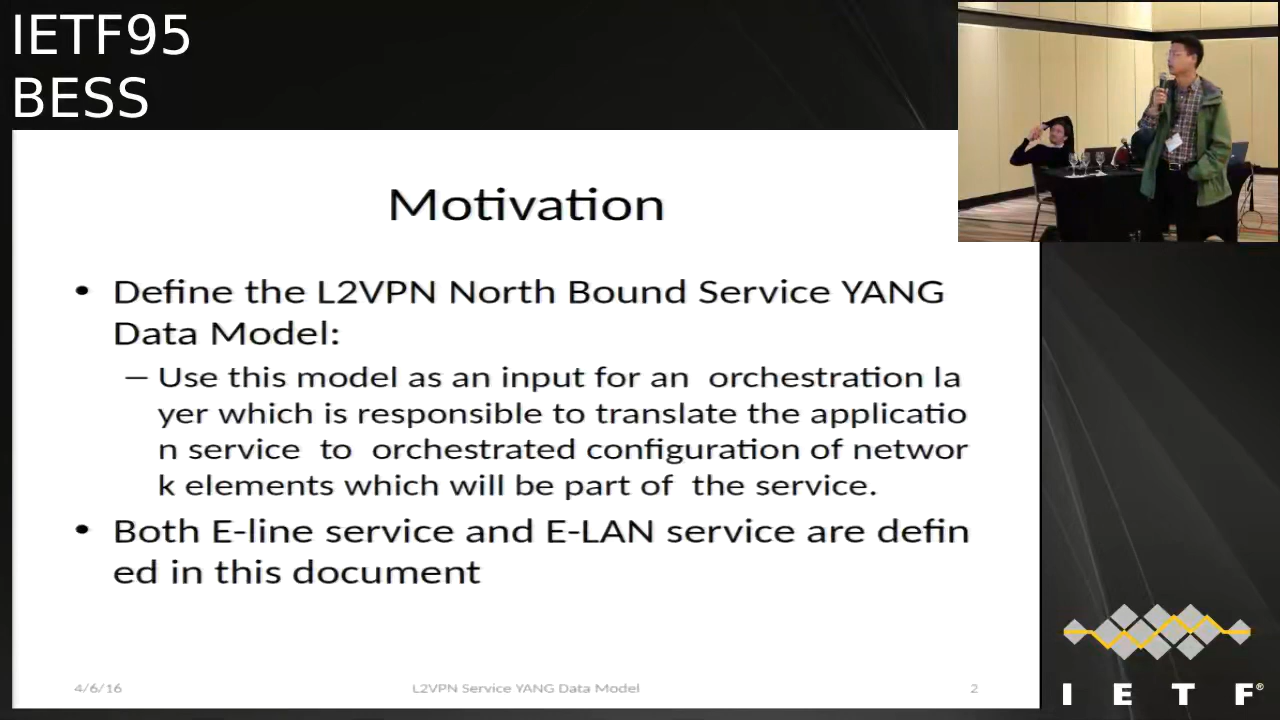 IETF95
BESS
Motivation
• Define the L2VPN North Bound Service YANG
Data Model:
– Use this model as an input for an  orchestration la
yer which is responsible to translate the applicatio
n service  to  orchestrated configuration of networ
k elements which will be part of  the service.
• Both E-line service and E-LAN service are defin
ed in this document
4/6/16
L2VPN Service YANG Data Model
2
I E T F®